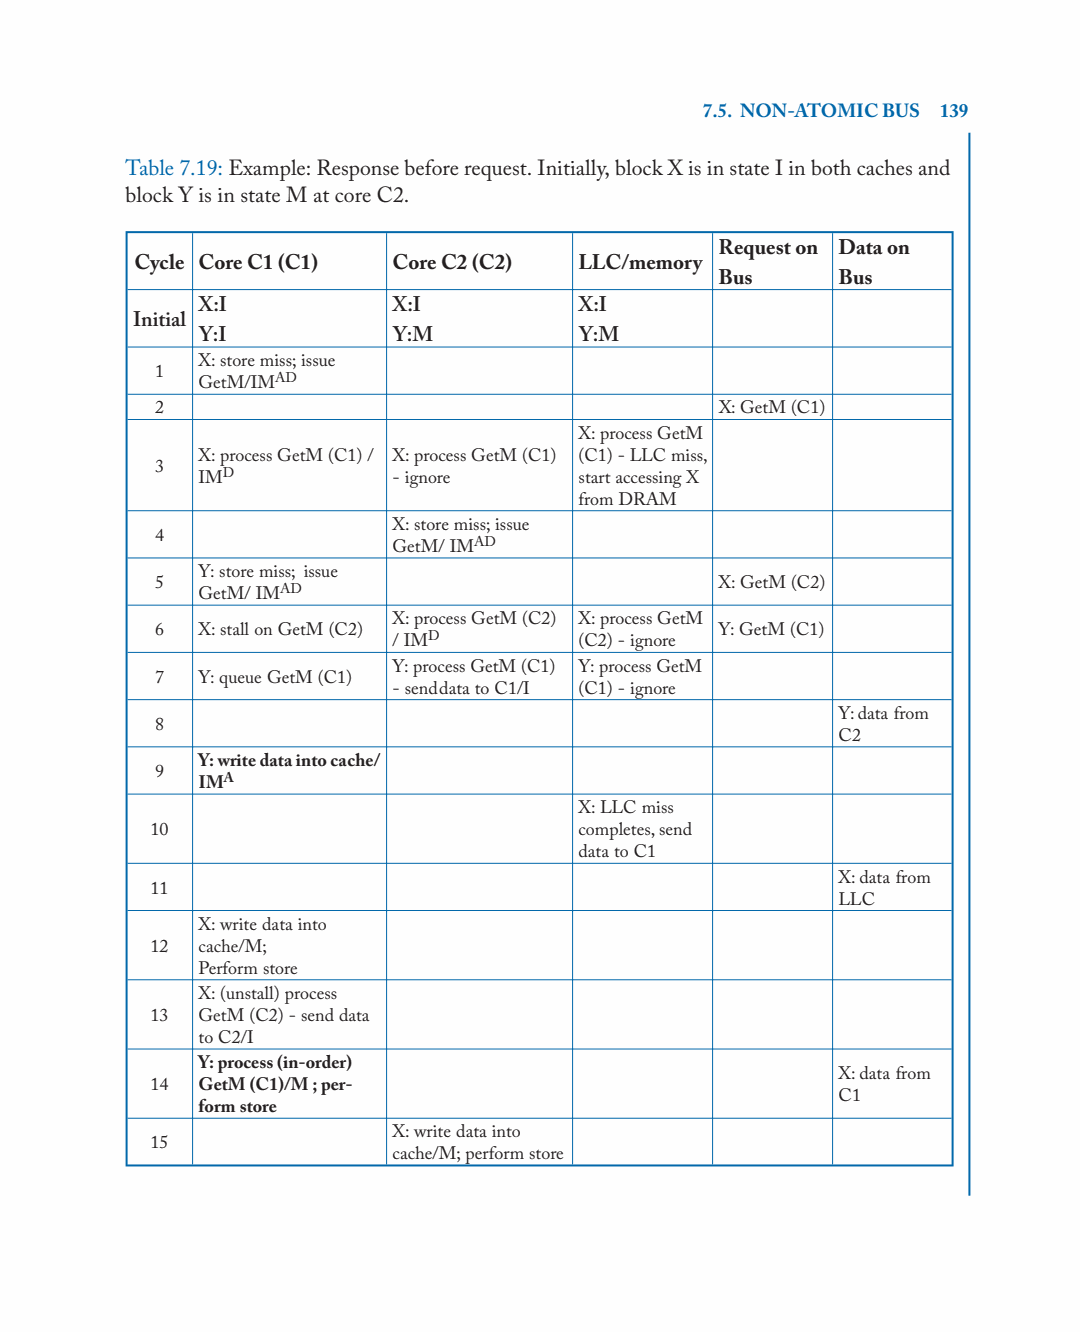 7.5. NON-ATOMIC BUS 139
Table 7.19: Example: Response before request. Initially, block X is in state I in both caches and
block Y is in state M at core C2.
Cycle Core C1 (C1) Core C2 (C2) LLC/memory Request on Bus Data on Bus
Initial X:I X:I X:I
Y:I Y:M Y:M
1 X: store miss; issue
GetM/IMAD
2 X: GetM (C1)
3 X: process GetM (C1) /
IMD
X: process GetM (C1)
- ignore
X: process GetM
(C1) - LLC miss,
start accessing X
from DRAM
4 X: store miss; issue
GetM/ IMAD
5 Y: store miss; issue
GetM/ IMAD
X: GetM (C2)
6 X: stall on GetM (C2)
X: process GetM (C2)
/ IMD
X: process GetM
(C2) - ignore
Y: GetM (C1)
7 Y: queue GetM (C1)
Y: process GetM (C1)
- senddata to C1/I
Y: process GetM
(C1) - ignore
8 Y: data from
C2
9 Y: write data into cache/
IMA
10 X: LLC miss
completes, send
data to C1
11 X: data from
LLC
12 X: write data into
cache/M;
Perform store
13 X: (unstall) process
GetM (C2) - send data
to C2/I
14 Y: process (in-order)
GetM (C1)/M ; per-
form store
X: data from
C1
15 X: write data into
cache/M; perform store